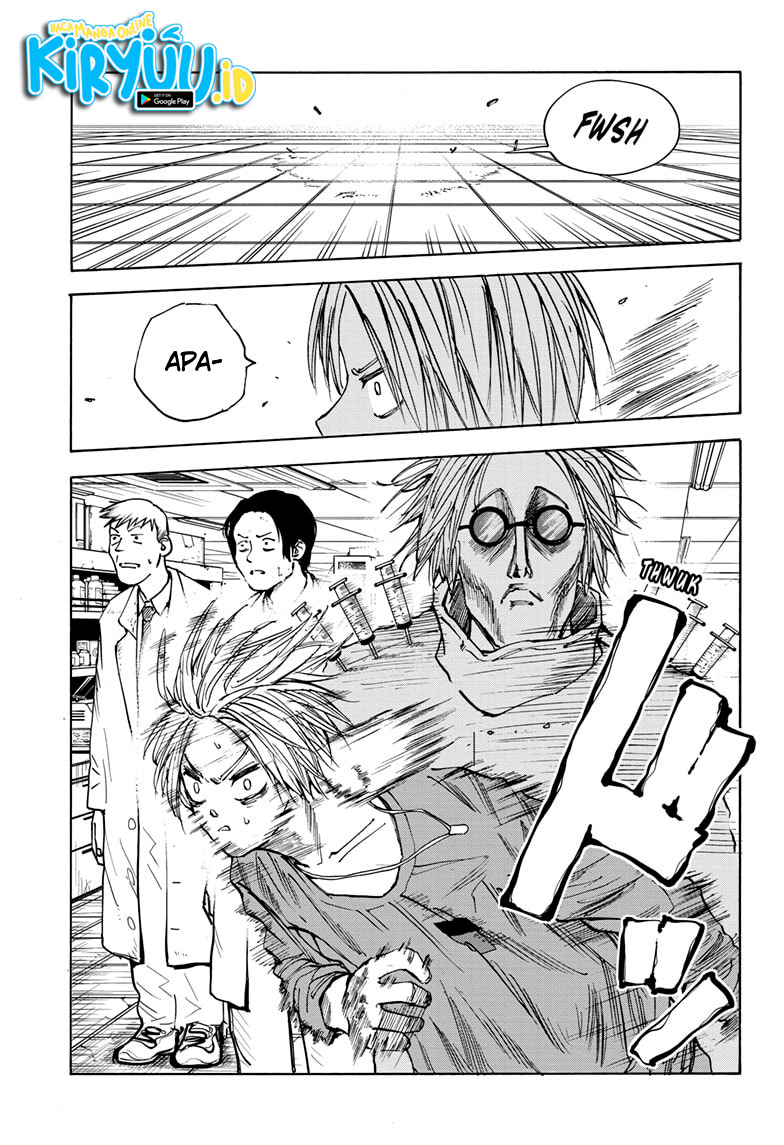 BACA MANGA ONLINE
KIRYUU.ID
GET IT ON
Google Play
FWSH
APA-
THWUK